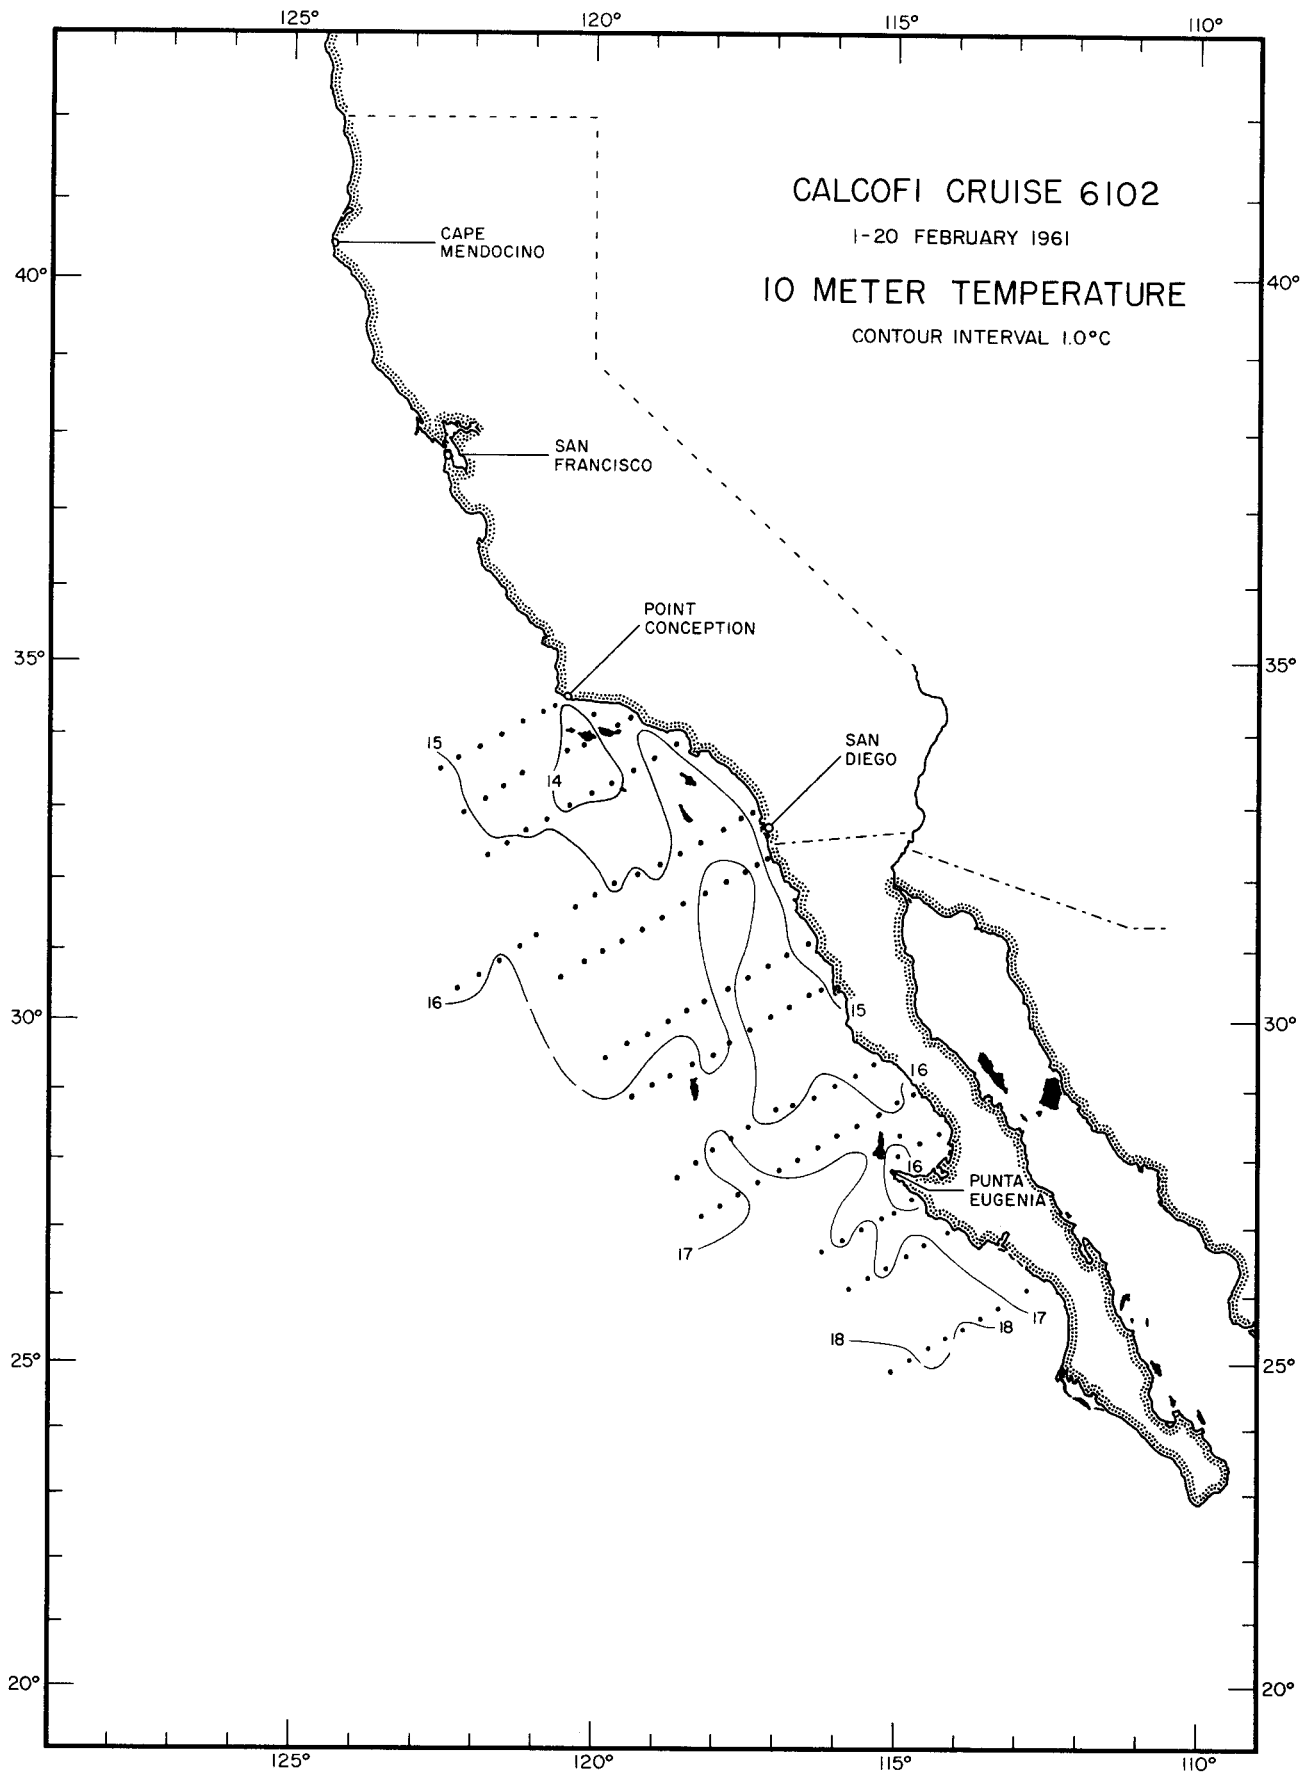 125° 120° 115° 110°
CALCOFI CRUISE 6102
1-20 FEBRUARY 1961
CAPE
MENDOCINO
40° 40°
10 METER TEMPERATURE
CONTOUR INTERVAL 1.0°C
SAN
FRANCISCO
POINT
CONCEPTION
35° 35°
15
SAN
DIEGO
14
16
15
30° 30°
16
16
PUNTA
EUGENIA
17
17
18
18
25° 25°
20° 20°
125° 120° 115° 110°